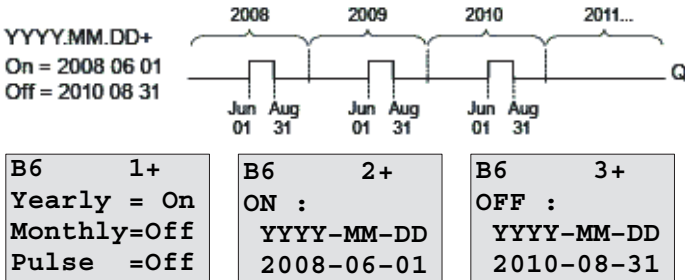 2008 2009 2010 2011...
YYYY.MM.DD+
On = 2008 06 01
Off = 2010 08 31
Q
Jun Aug Jun Aug Jun Aug
01 31 01 31 01 31
B6 1+
Yearly = On
Monthly=Off
Pulse =Off
B6 2+
ON :
YYYY-MM-DD
2008-06-01
B6 3+
OFF :
YYYY-MM-DD
2010-08-31